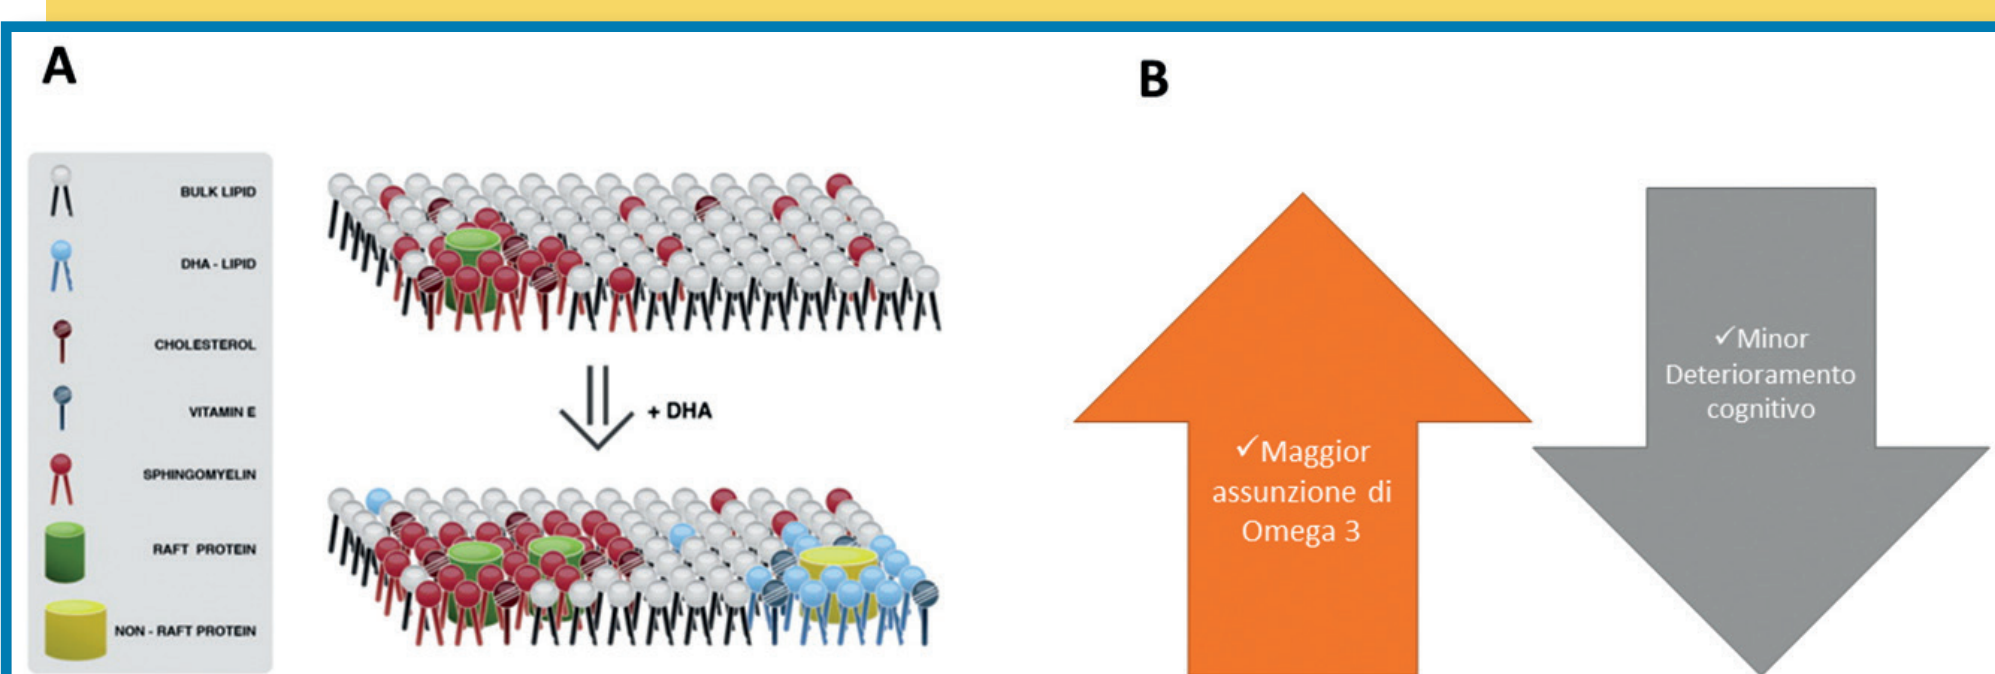 A
BULK LIPID
DHA - LIPID
CHOLESTEROL
VITAMIN E
SPHINGOMYELIN
RAFT PROTEIN
NON - RAFT PROTEIN
+ DHA
B
✓Maggior
assunzione di
Omega 3
✓Minor
Deterioramento
cognitivo